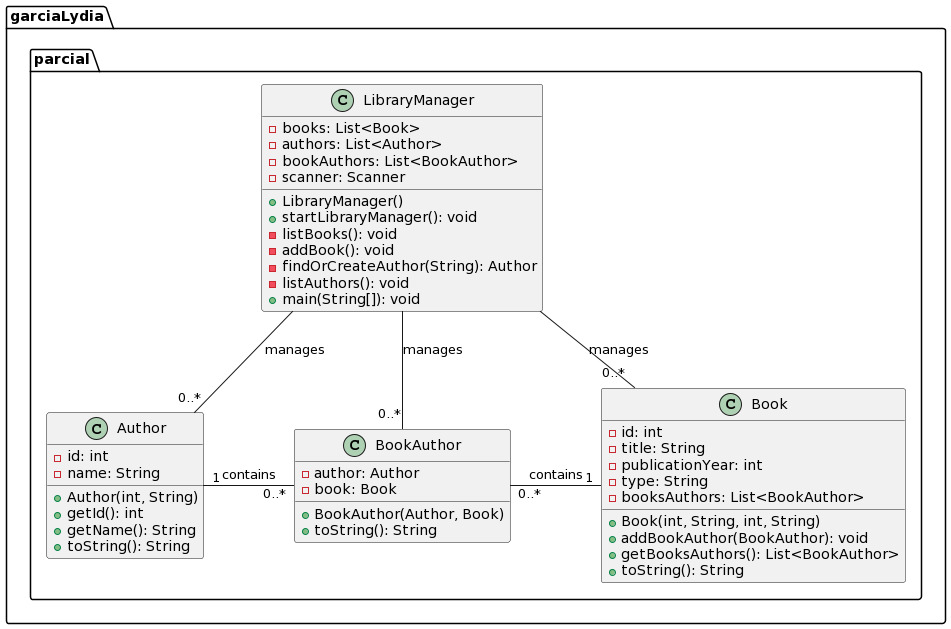 garciaLydia
parcial
C LibraryManager
books: List<Book>
authors: List<Author>
bookAuthors: List<BookAuthor>
scanner: Scanner
LibraryManager()
startLibraryManager(): void
listBooks(): void
addBook(): void
findOrCreateAuthor(String): Author
listAuthors(): void
main(String[]): void
manages
manages
manages
0..*
0..*
0..*
C Author
id: int
name: String
Author(int, String)
getId(): int
getName(): String
toString(): String
1 contains
0..*
C BookAuthor
author: Author
book: Book
BookAuthor(Author, Book)
toString(): String
contains 1
0..*
C Book
id: int
title: String
publicationYear: int
type: String
booksAuthors: List<BookAuthor>
Book(int, String, int, String)
addBookAuthor(BookAuthor): void
getBooksAuthors(): List<BookAuthor>
toString(): String